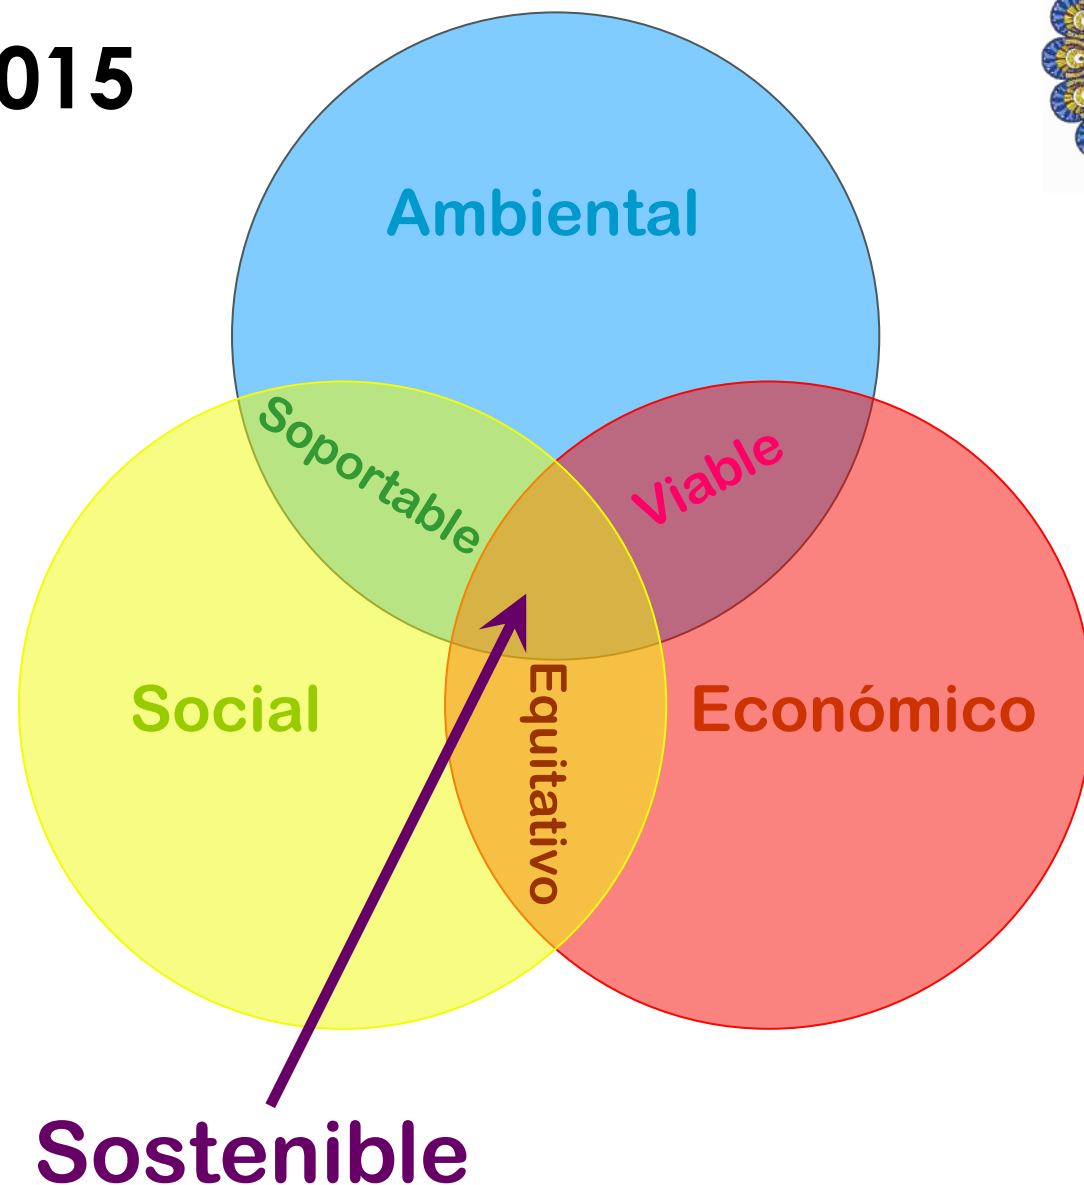 015
Ambiental
Soportable
Viable
Social
Económico
Equitativo
Sostenible